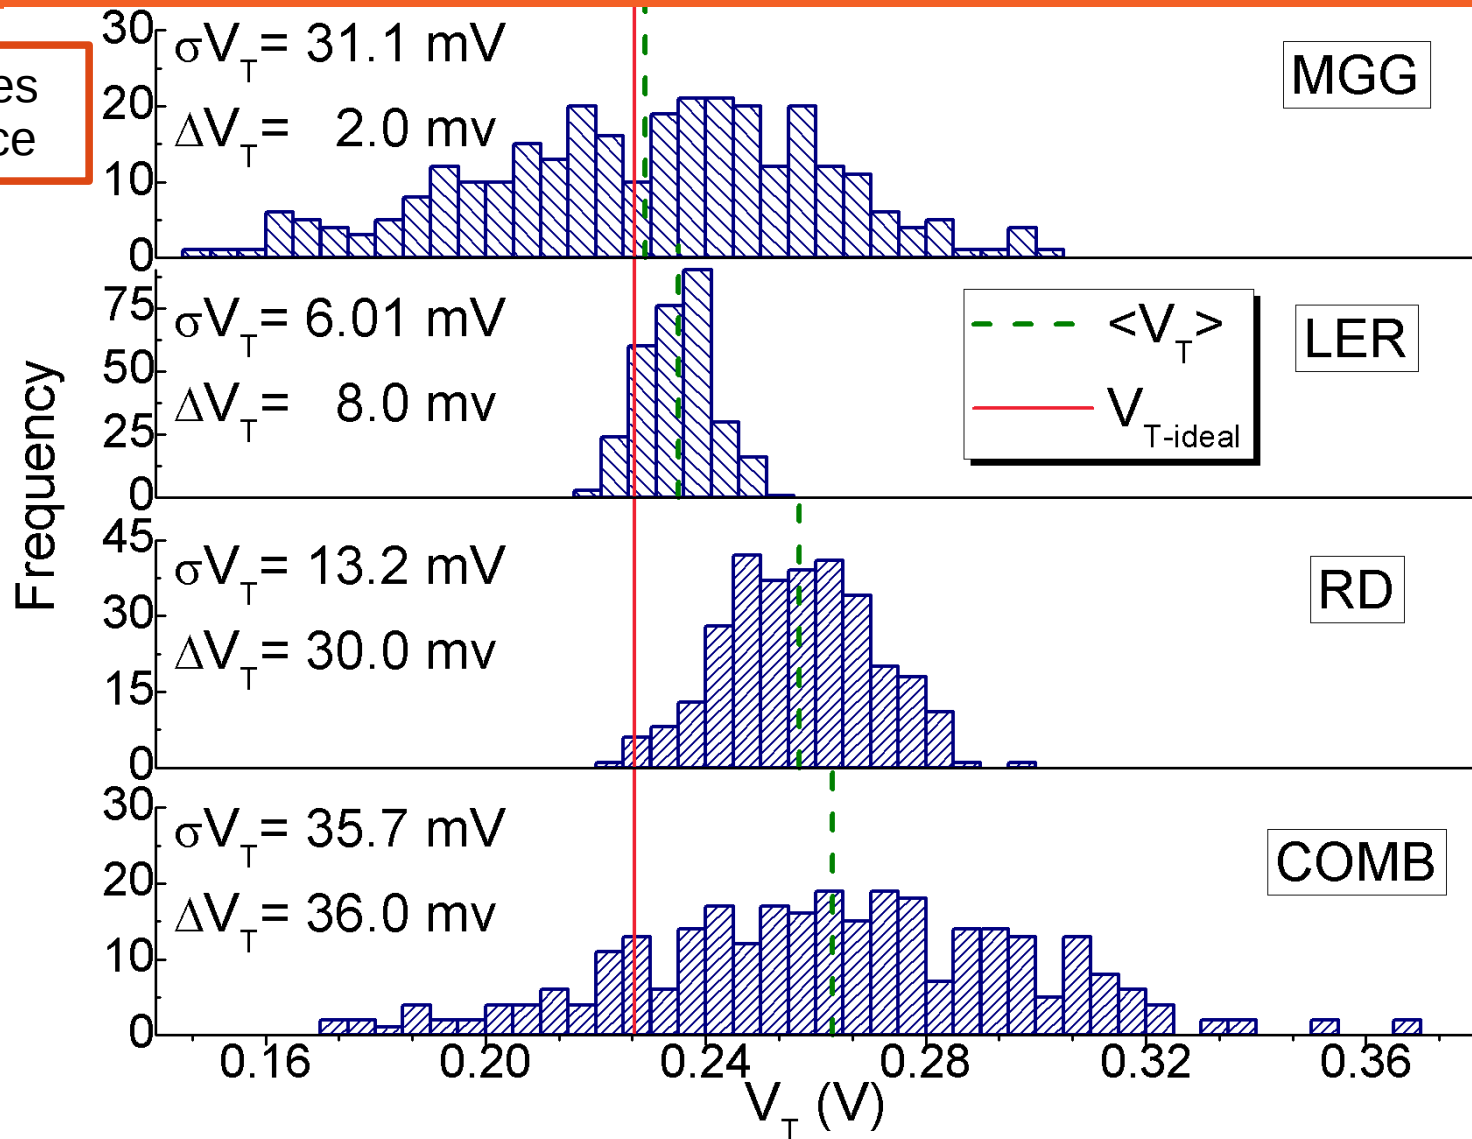 es
ce
Frequency
30
20
10
0
σV_T= 31.1 mV
ΔV_T= 2.0 mv
MGG
75
50
25
0
σV_T= 6.01 mV
ΔV_T= 8.0 mv
<V_T>
V_T-ideal
LER
45
30
15
0
σV_T= 13.2 mV
ΔV_T= 30.0 mv
RD
30
20
10
0
σV_T= 35.7 mV
ΔV_T= 36.0 mv
COMB
0.16 0.20 0.24 0.28 0.32 0.36
V_T (V)